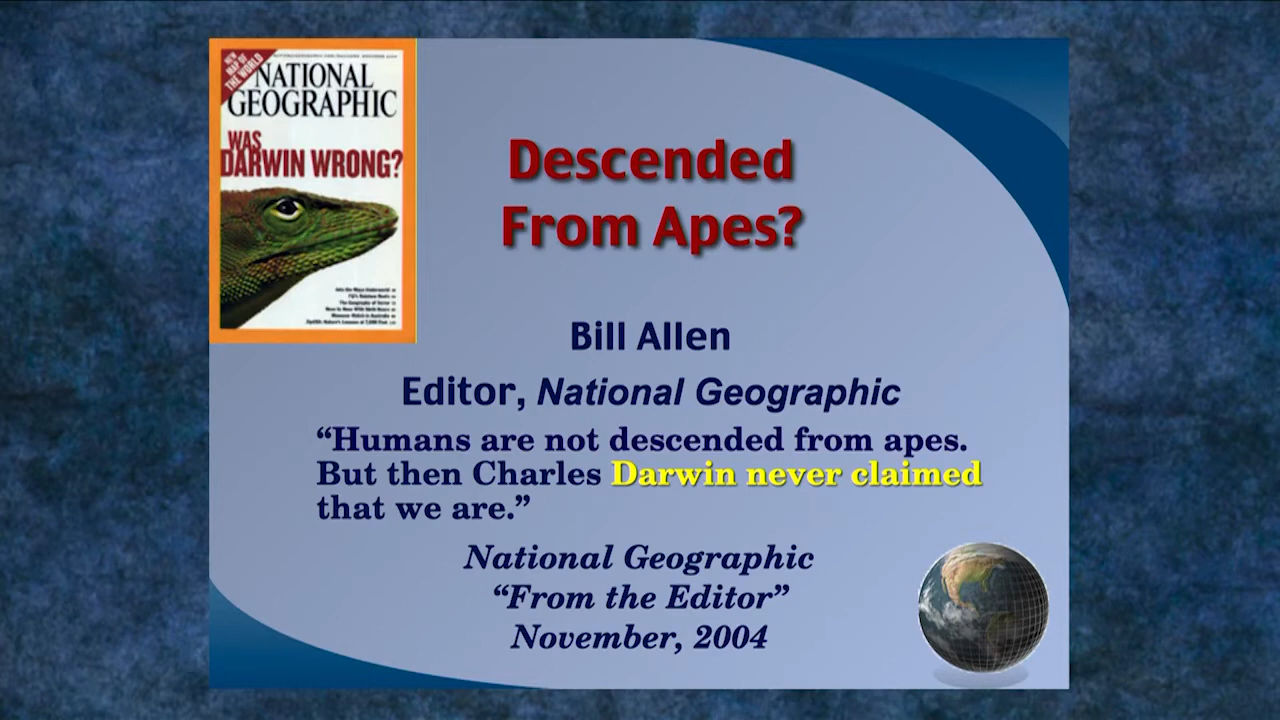 NEW
MAP OF
THE WORLD
NATIONAL
GEOGRAPHIC
WAS
DARWIN WRONG?
Descended
From Apes?
Bill Allen
Editor, National Geographic
“Humans are not descended from apes.
But then Charles Darwin never claimed
that we are.”
National Geographic
“From the Editor”
November, 2004